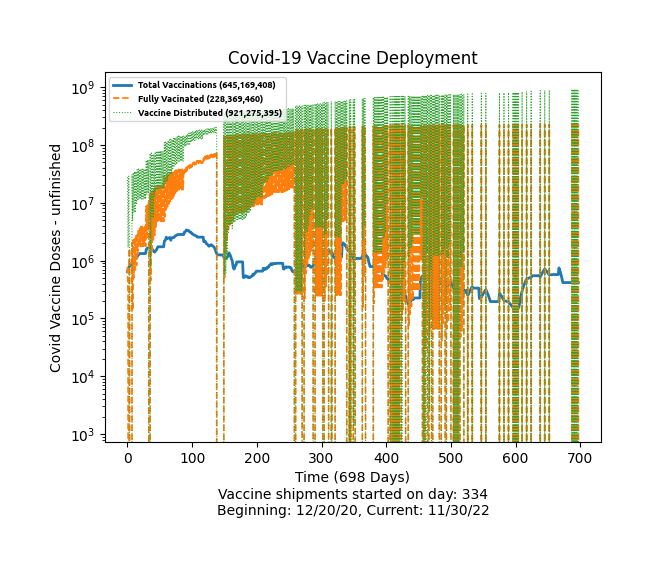 Covid-19 Vaccine Deployment
Total Vaccinations (645,169,408)
Fully Vacinated (228,369,460)
Vaccine Distributed (921,275,395)
Covid Vaccine Doses - unfinished
10⁹
10⁸
10⁷
10⁶
10⁵
10⁴
10³
0 100 200 300 400 500 600 700
Time (698 Days)
Vaccine shipments started on day: 334
Beginning: 12/20/20, Current: 11/30/22